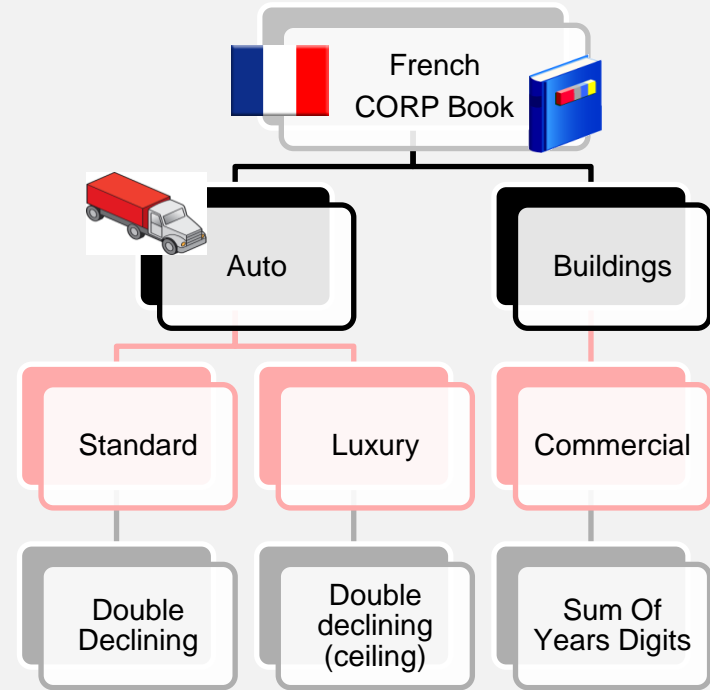 French
CORP Book
Auto
Buildings
Standard
Luxury
Commercial
Double
Declining
Double
declining
(ceiling)
Sum Of
Years Digits